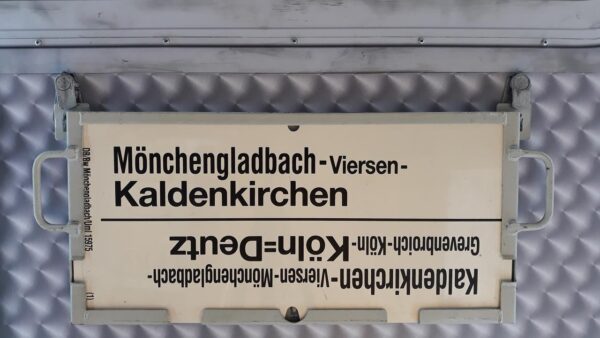 Mönchengladbach-Viersen-
Kaldenkirchen
Kaldenkirchen-Viersen-Mönchengladbach-
Grevenbroich-Köln-Köln=Deutz